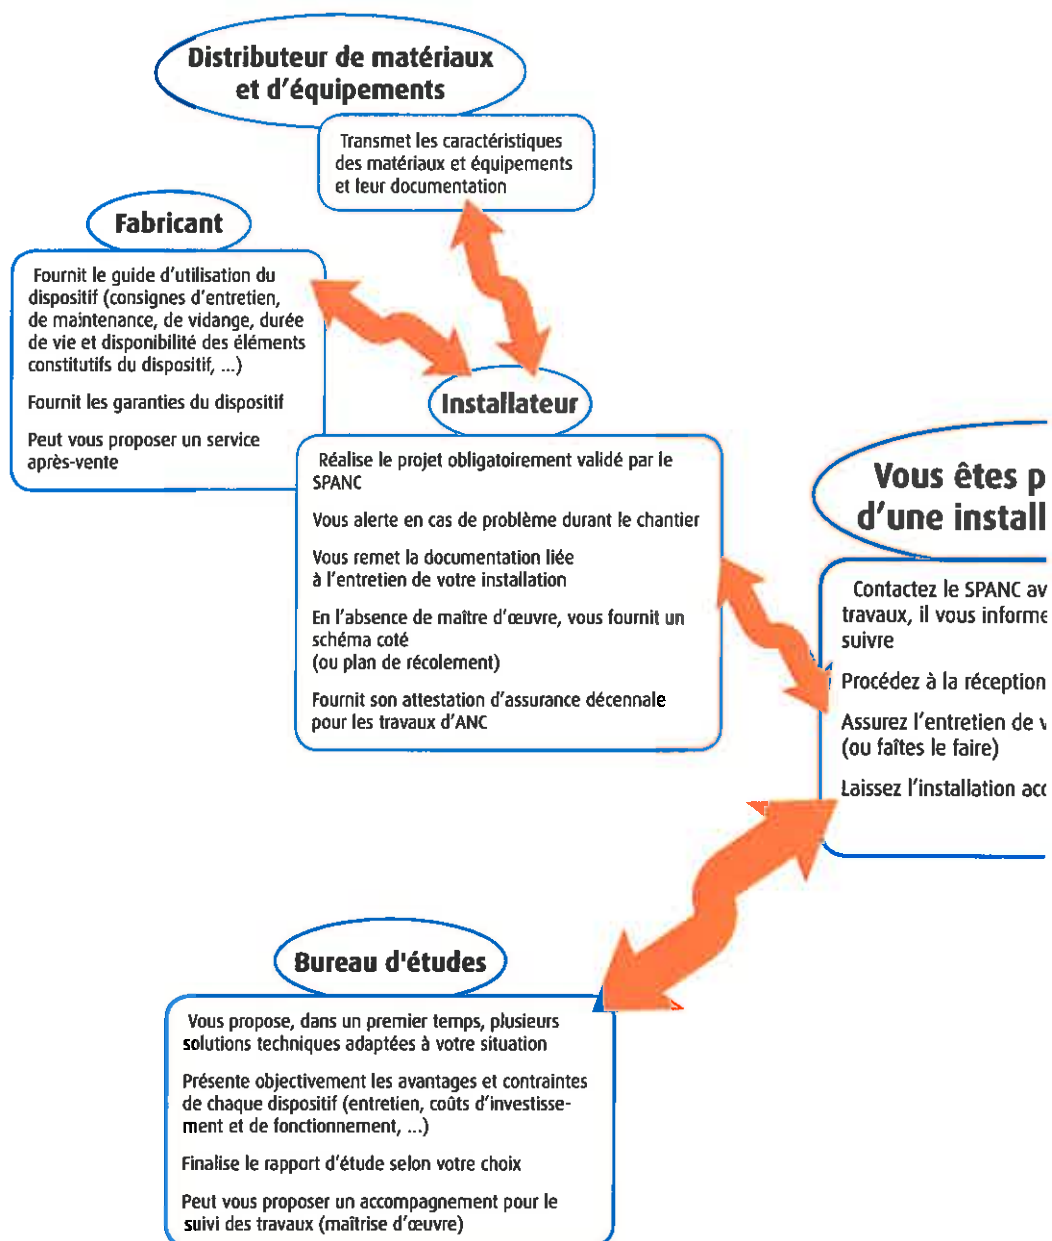 Distributeur de matériaux
et d'équipements
Transmet les caractéristiques
des matériaux et équipements
et leur documentation
Fabricant
Fournit le guide d'utilisation du
dispositif (consignes d'entretien,
de maintenance, de vidange, durée
de vie et disponibilité des éléments
constitutifs du dispositif, ...)
Fournit les garanties du dispositif
Peut vous proposer un service
après-vente
Installateur
Réalise le projet obligatoirement validé par le
SPANC
Vous alerte en cas de problème durant le chantier
Vous remet la documentation liée
à l'entretien de votre installation
En l'absence de maître d'œuvre, vous fournit un
schéma coté
(ou plan de récolement)
Fournit son attestation d'assurance décennale
pour les travaux d'ANC
Vous êtes p
d'une install
Contactez le SPANC av
travaux, il vous informe
suivre
Procédez à la réception
Assurez l'entretien de v
(ou faîtes le faire)
Laissez l'installation acc
Bureau d'études
Vous propose, dans un premier temps, plusieurs
solutions techniques adaptées à votre situation
Présente objectivement les avantages et contraintes
de chaque dispositif (entretien, coûts d'investisse-
ment et de fonctionnement, ...)
Finalise le rapport d'étude selon votre choix
Peut vous proposer un accompagnement pour le
suivi des travaux (maîtrise d'œuvre)